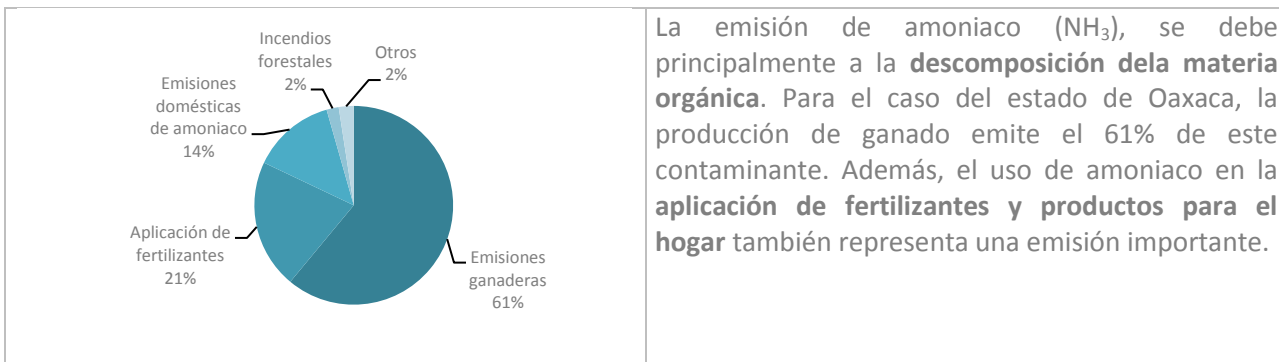 Incendios
forestales
2%
Otros
2%
Emisiones
domésticas
de amoniaco
14%
Aplicación de
fertilizantes
21%
Emisiones
ganaderas
61%
La emisión de amoniaco (NH₃), se debe
principalmente a la descomposición dela materia
orgánica. Para el caso del estado de Oaxaca, la
producción de ganado emite el 61% de este
contaminante. Además, el uso de amoniaco en la
aplicación de fertilizantes y productos para el
hogar también representa una emisión importante.